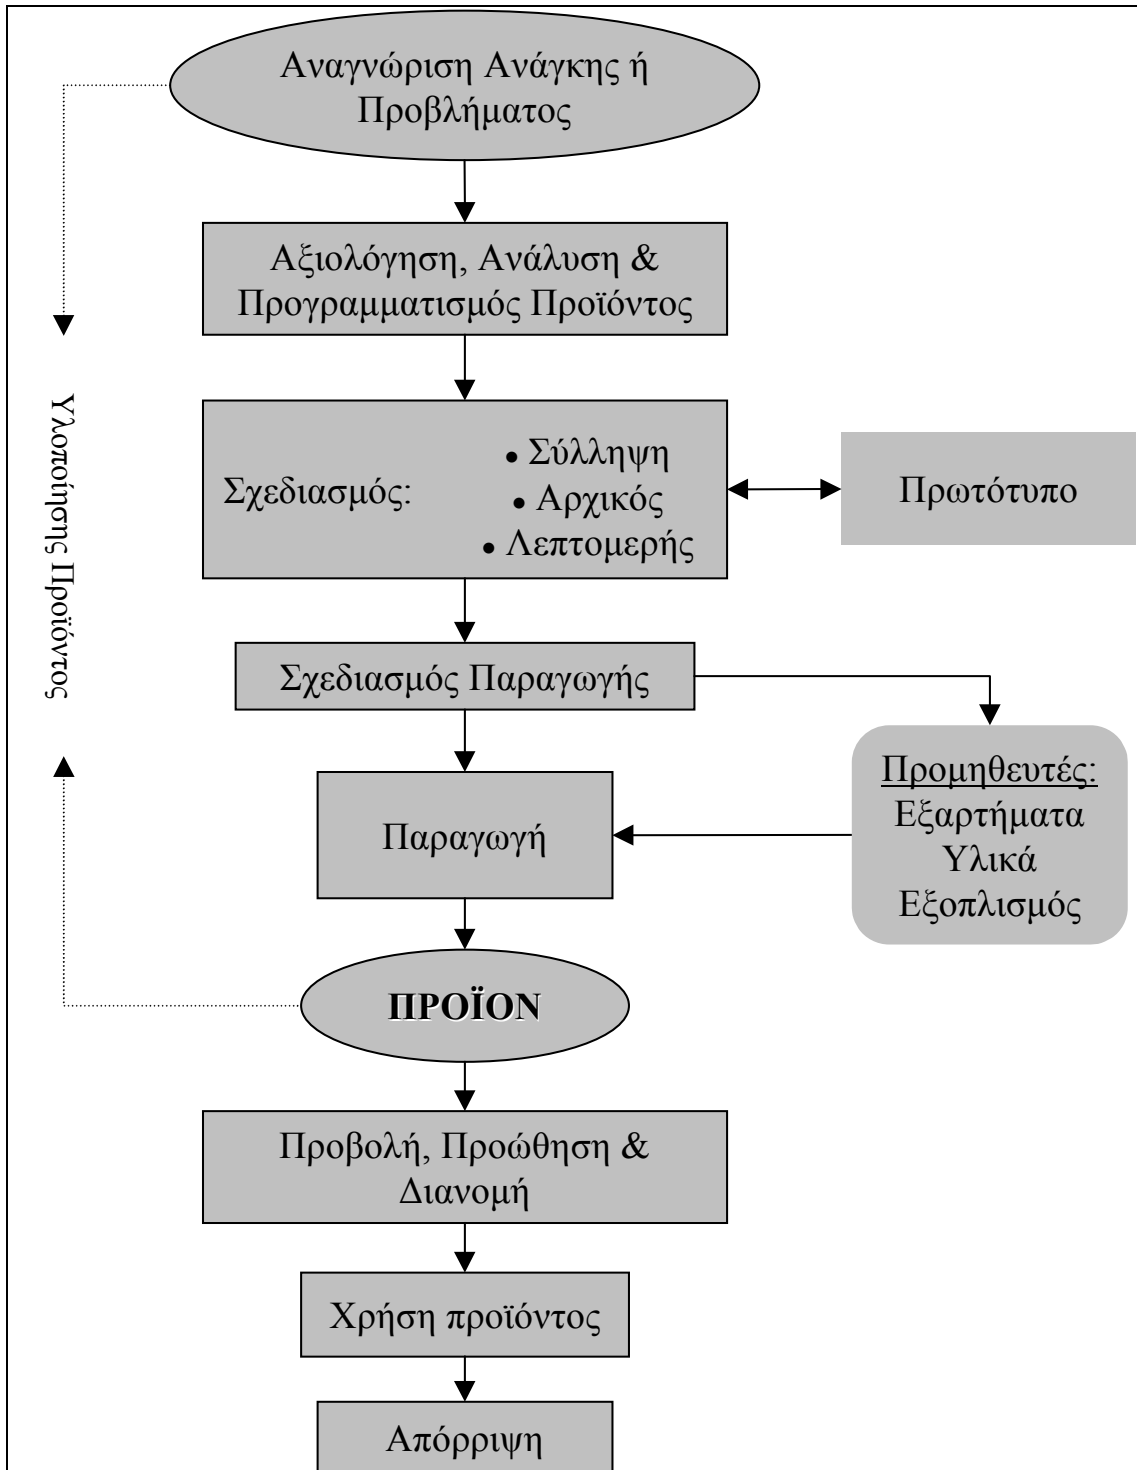 Αναγνώριση Ανάγκης ή
Προβλήματος
Αξιολόγηση, Ανάλυση &
Προγραμματισμός Προϊόντος
Υλοποίησης Προϊόντος
Σχεδιασμός:
• Σύλληψη
• Αρχικός
• Λεπτομερής
Πρωτότυπο
Σχεδιασμός Παραγωγής
Προμηθευτές:
Εξαρτήματα
Υλικά
Εξοπλισμός
Παραγωγή
ΠΡΟΪΟΝ
Προβολή, Προώθηση &
Διανομή
Χρήση προϊόντος
Απόρριψη